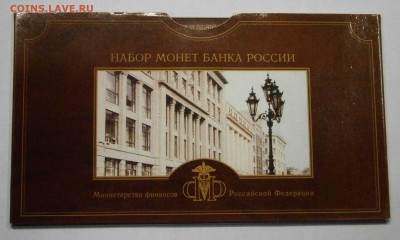 COINS.LAVE.RU
НАБОР МОНЕТ БАНКА РОССИИ
Министерство финансов Российской Федерации